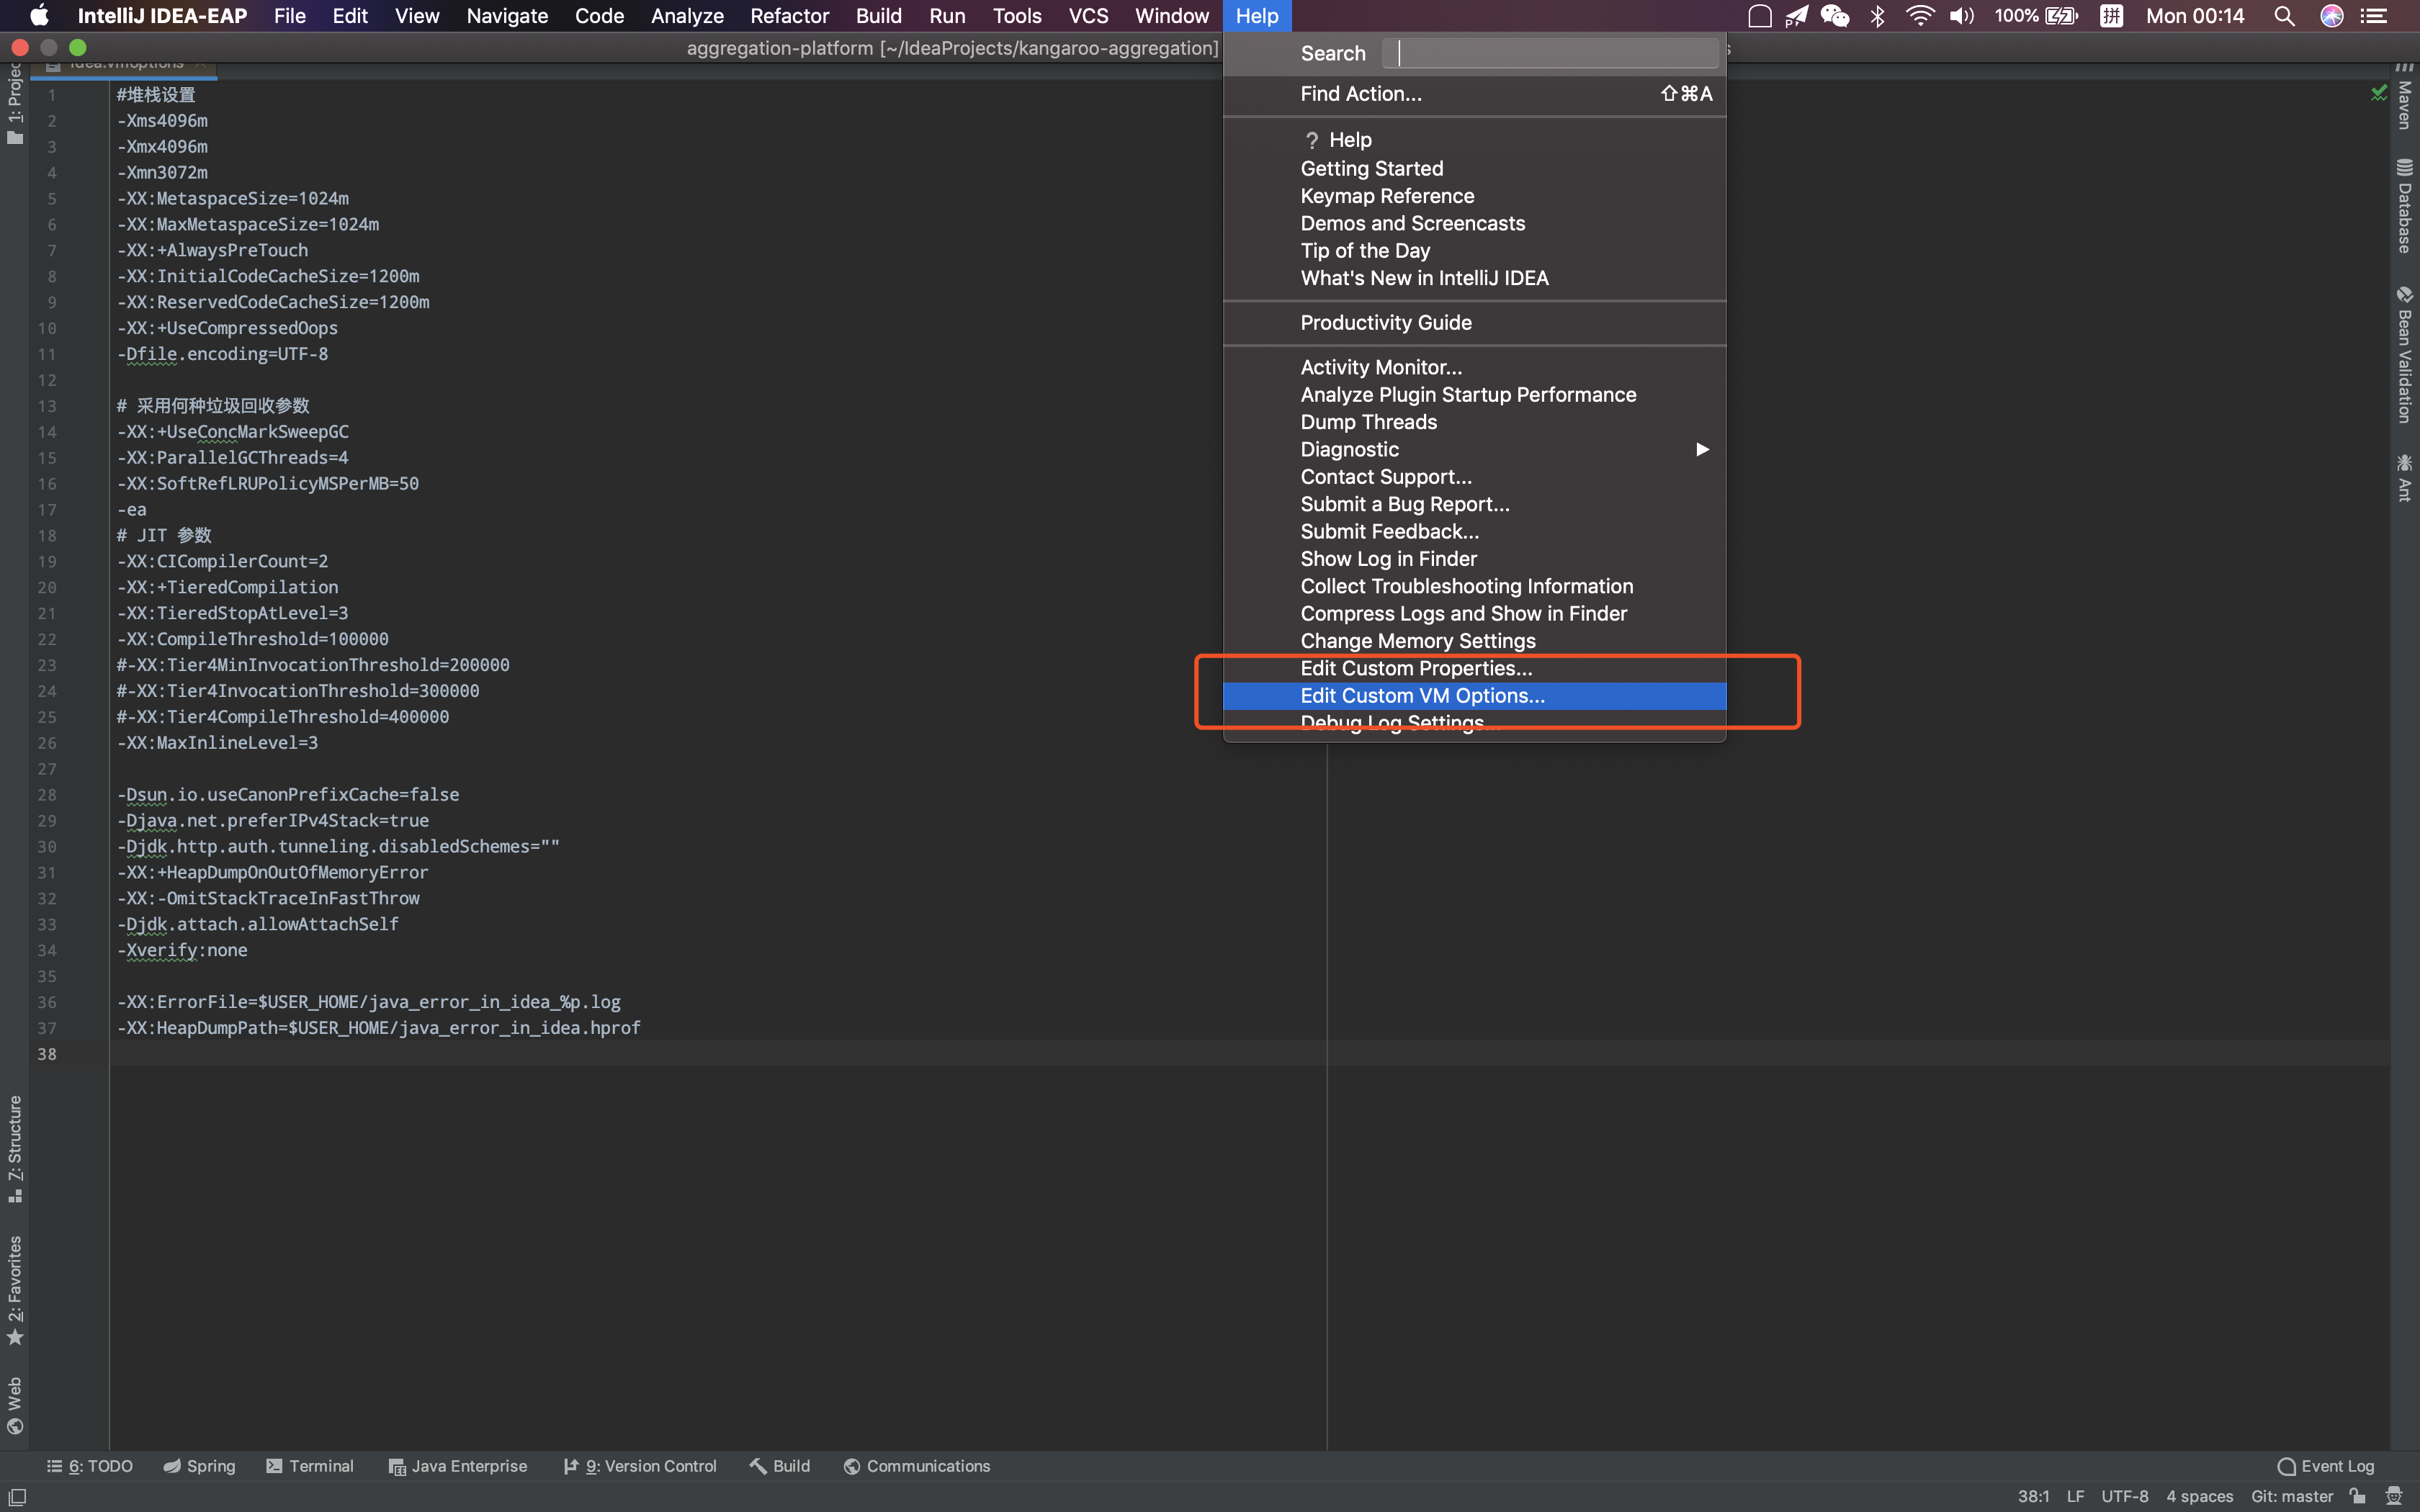 IntelliJ IDEA-EAP File Edit View Navigate Code Analyze Refactor Build Run Tools VCS Window Help 100% 拼 Mon 00:14
aggregation-platform [~/IdeaProjects/kangaroo-aggregation]
idea.vmoptions
1: Project
7: Structure
2: Favorites
Web
1 #堆栈设置
2 -Xms4096m
3 -Xmx4096m
4 -Xmn3072m
5 -XX:MetaspaceSize=1024m
6 -XX:MaxMetaspaceSize=1024m
7 -XX:+AlwaysPreTouch
8 -XX:InitialCodeCacheSize=1200m
9 -XX:ReservedCodeCacheSize=1200m
10 -XX:+UseCompressedOops
11 -Dfile.encoding=UTF-8
12
13 # 采用何种垃圾回收参数
14 -XX:+UseConcMarkSweepGC
15 -XX:ParallelGCThreads=4
16 -XX:SoftRefLRUPolicyMSPerMB=50
17 -ea
18 # JIT 参数
19 -XX:CICompilerCount=2
20 -XX:+TieredCompilation
21 -XX:TieredStopAtLevel=3
22 -XX:CompileThreshold=100000
23 #-XX:Tier4MinInvocationThreshold=200000
24 #-XX:Tier4InvocationThreshold=300000
25 #-XX:Tier4CompileThreshold=400000
26 -XX:MaxInlineLevel=3
27
28 -Dsun.io.useCanonPrefixCache=false
29 -Djava.net.preferIPv4Stack=true
30 -Djdk.http.auth.tunneling.disabledSchemes=""
31 -XX:+HeapDumpOnOutOfMemoryError
32 -XX:-OmitStackTraceInFastThrow
33 -Djdk.attach.allowAttachSelf
34 -Xverify:none
35
36 -XX:ErrorFile=$USER_HOME/java_error_in_idea_%p.log
37 -XX:HeapDumpPath=$USER_HOME/java_error_in_idea.hprof
38
Search
Find Action... ⇧⌘A
? Help
Getting Started
Keymap Reference
Demos and Screencasts
Tip of the Day
What's New in IntelliJ IDEA
Productivity Guide
Activity Monitor...
Analyze Plugin Startup Performance
Dump Threads
Diagnostic
Contact Support...
Submit a Bug Report...
Submit Feedback...
Show Log in Finder
Collect Troubleshooting Information
Compress Logs and Show in Finder
Change Memory Settings
Edit Custom Properties...
Edit Custom VM Options...
Debug Log Settings...
Maven
Database
Bean Validation
Ant
6: TODO Spring Terminal Java Enterprise 9: Version Control Build Communications Event Log
38:1 LF UTF-8 4 spaces Git: master